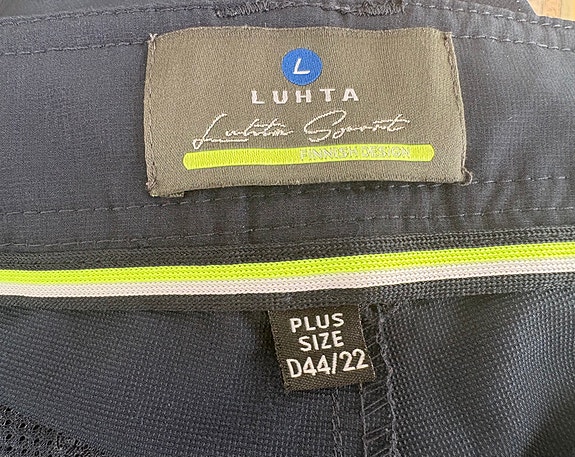 L
LUHTA
Luhta Sport
FINNISH DESIGN
PLUS
SIZE
D44/22